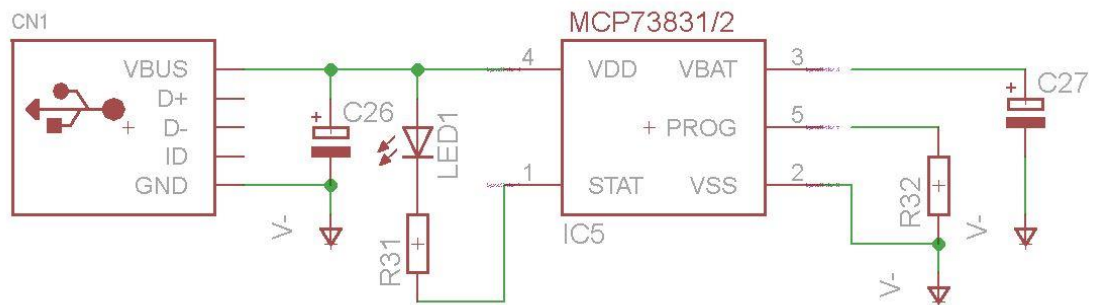 CN1
VBUS
D+
D-
ID
GND
+
C26
V-
LED1
R31
MCP73831/2
4
1
VDD
VBAT
PROG
STAT
VSS
IC5
3
5
2
R32
V-
+
C27
V-